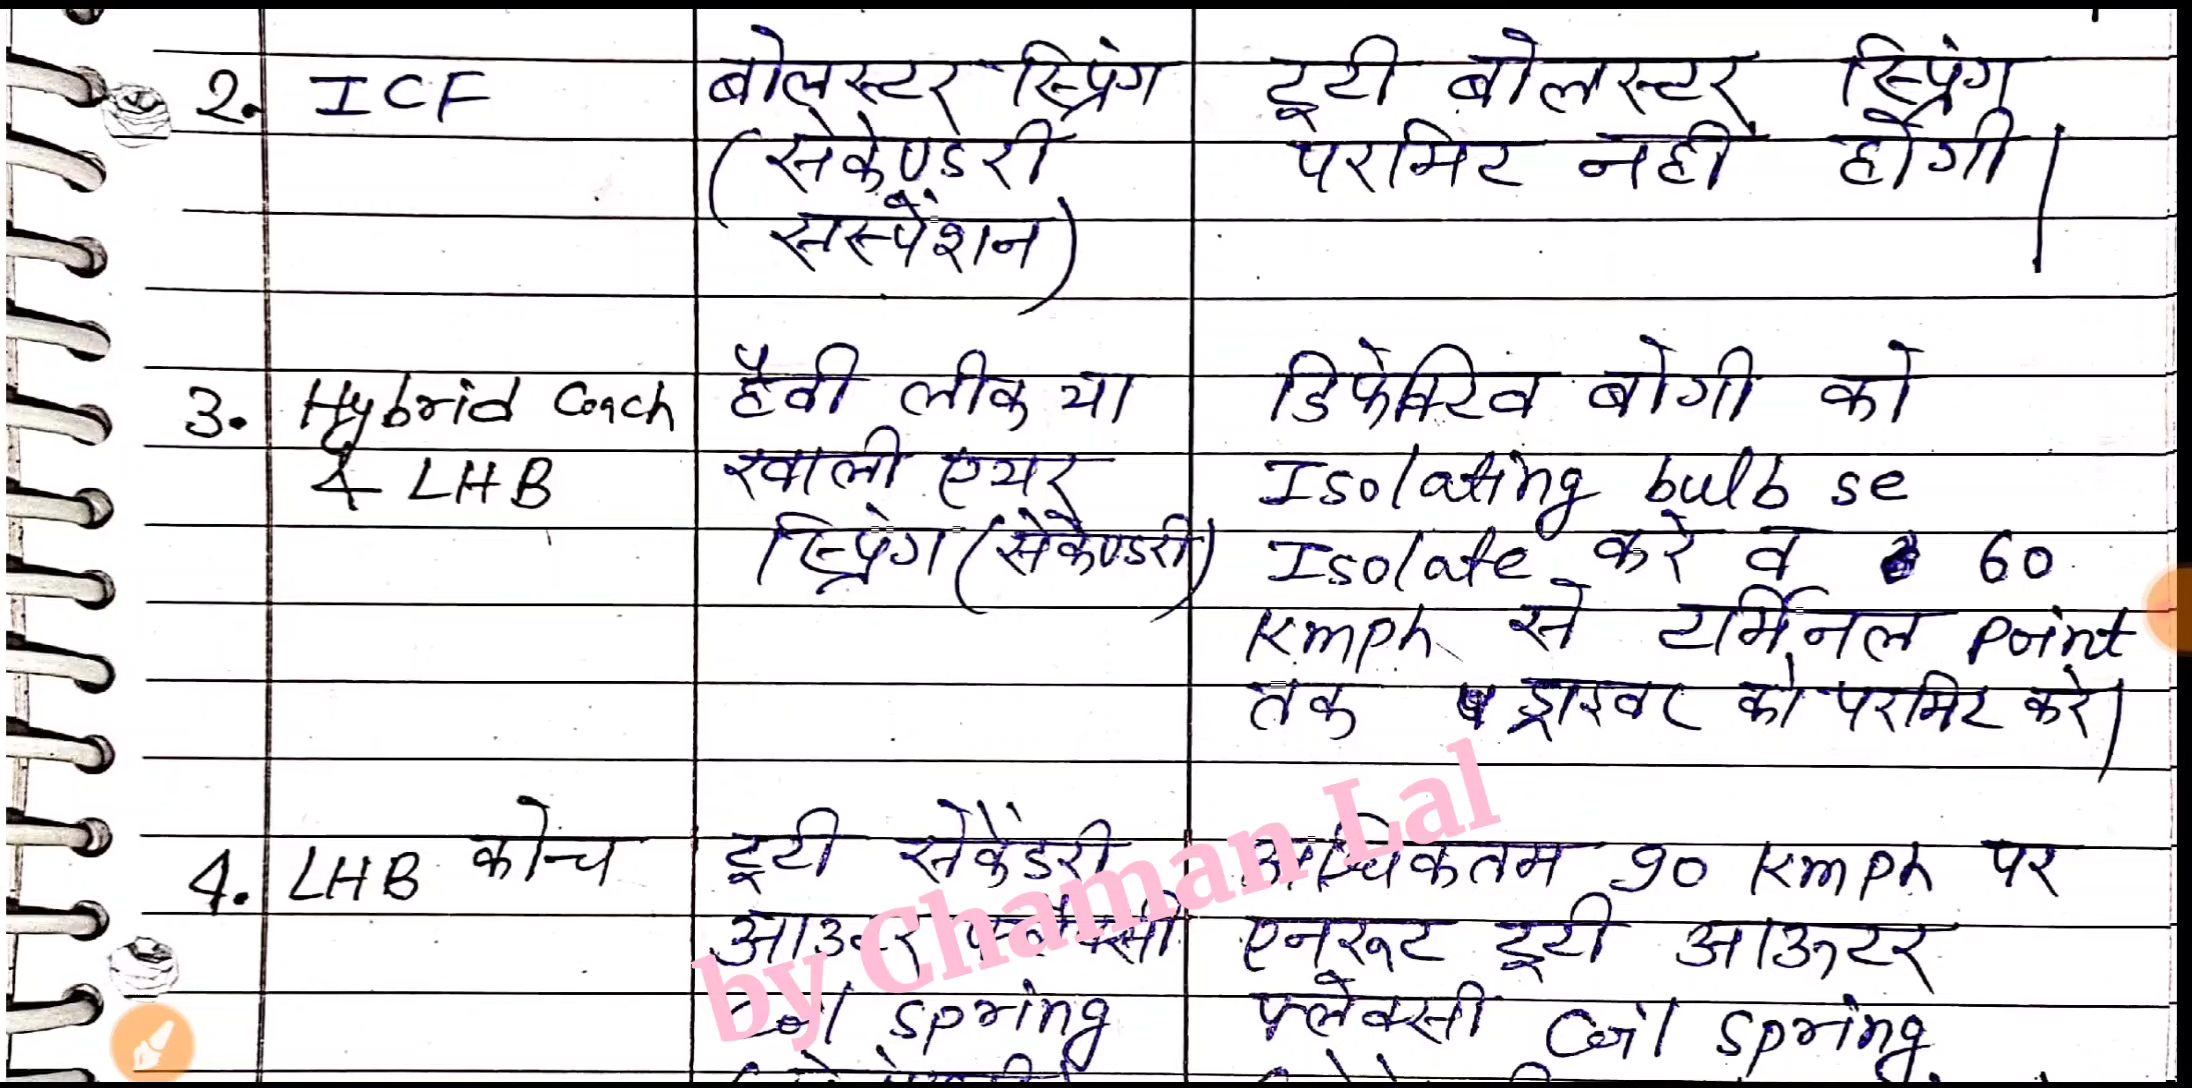 2. ICF
बोलस्टर स्प्रिंग
(सेकेण्डरी
सस्पेंशन)
टूटी बोलस्टर स्प्रिंग
परमिट नहीं होगी|
3. Hybrid Coach
& LHB
हैवी लीक या
खाली एयर
स्प्रिंग (सेकेण्डरी)
डिफेक्टिव बोगी को
Isolating bulb se
Isolate करे व 60
Kmph से टर्मिनल Point
तक ड्राइवर को परमिट करे|
4. LHB कोच
टूटी सेकेंडरी
आउटर फ्लेक्सी
Coil spring
अधिकतम 90 Kmph पर
एनरूट टूटी आऊटर
फ्लेक्सी Coil spring
by Chaman Lal